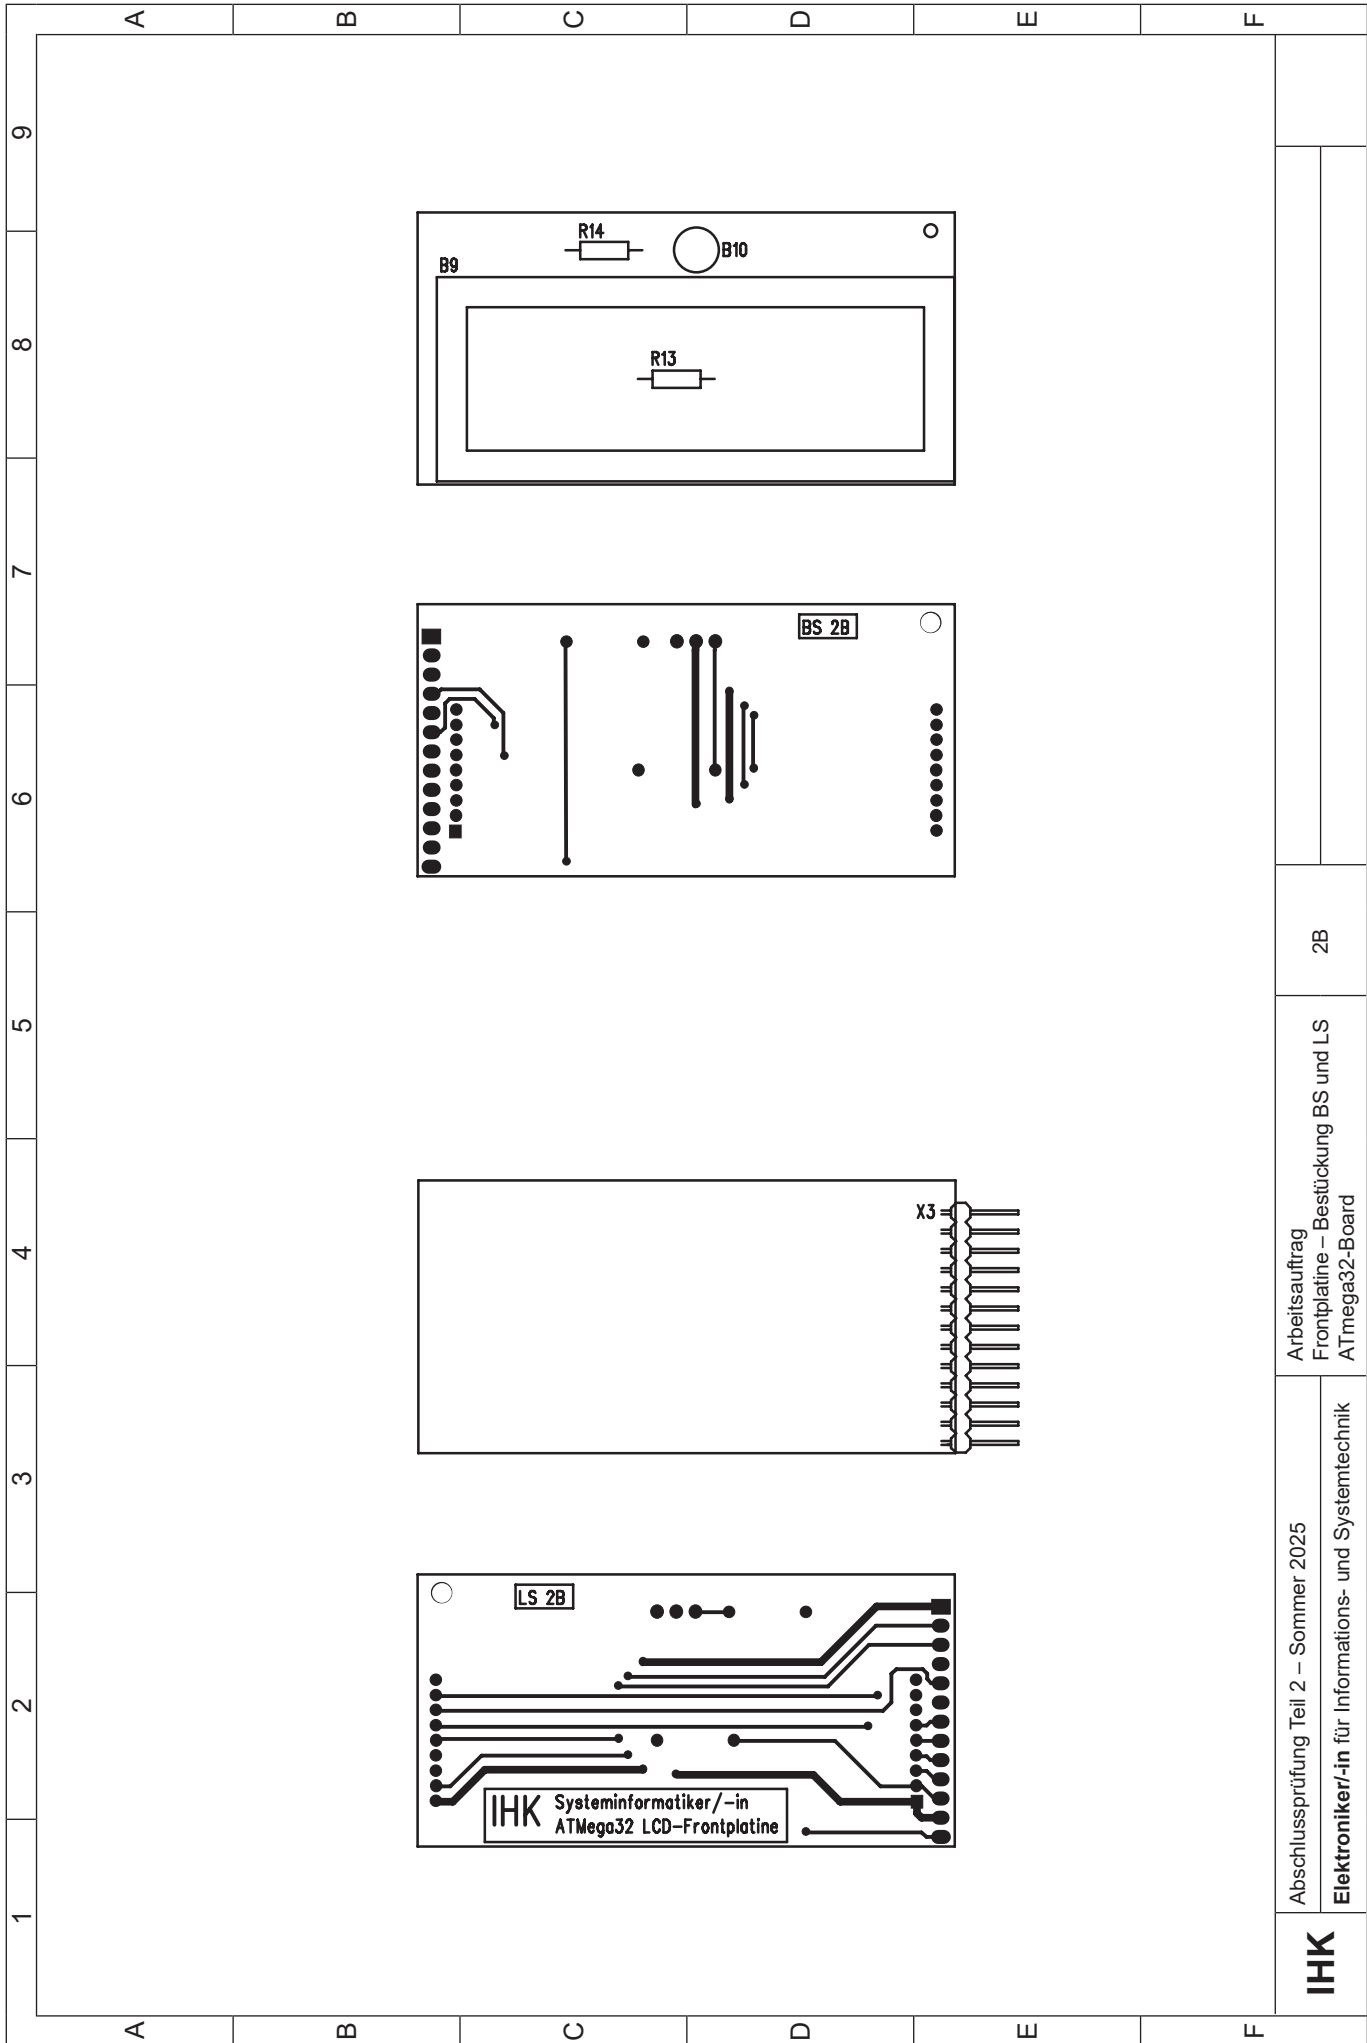 A
B
C
D
E
F
9
8
7
6
5
4
3
2
1
R14
B10
B9
R13
BS 2B
X3
LS 2B
IHK
Systeminformatiker/-in
ATMega32 LCD-Frontplatine
A
B
C
D
E
F
IHK
Abschlussprüfung Teil 2 – Sommer 2025
Elektroniker/-in für Informations- und Systemtechnik
Arbeitsauftrag
Frontplatine – Bestückung BS und LS
ATmega32-Board
2B